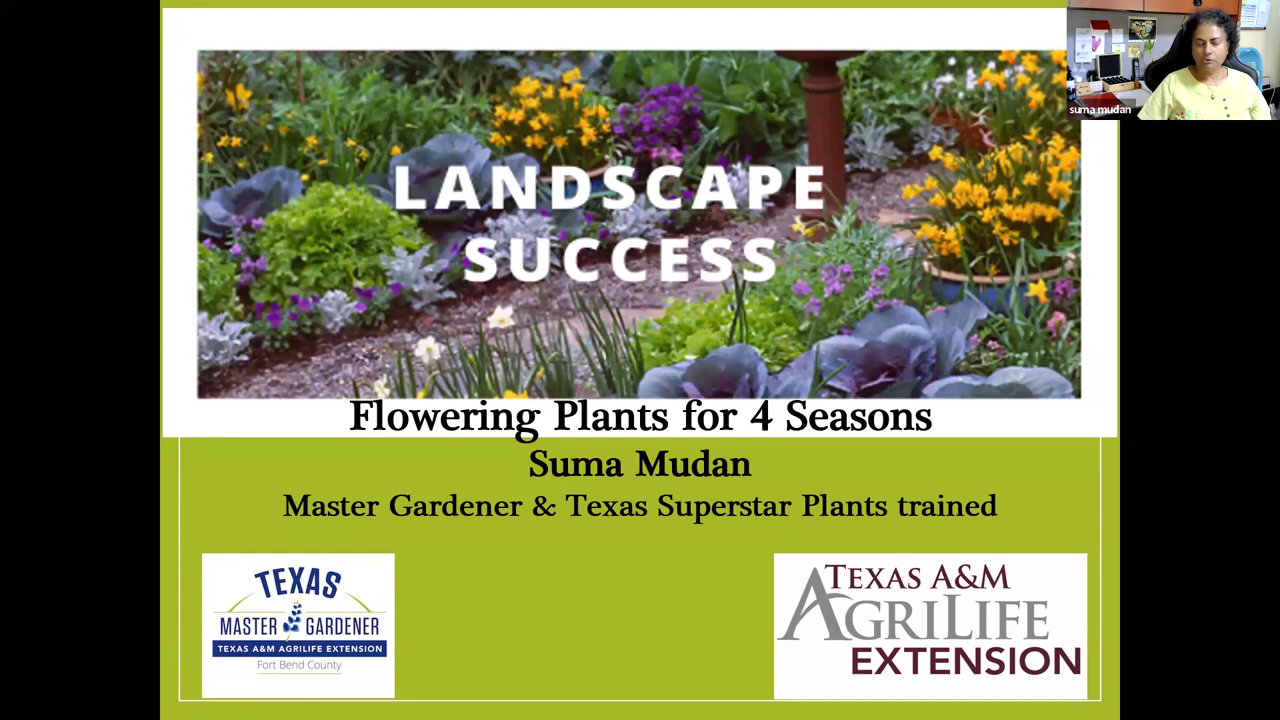 LANDSCAPE
SUCCESS
suma mudan
Flowering Plants for 4 Seasons
Suma Mudan
Master Gardener & Texas Superstar Plants trained
TEXAS
MASTER GARDENER
TEXAS A&M AGRILIFE EXTENSION
Fort Bend County
TEXAS A&M
AGRILIFE
EXTENSION